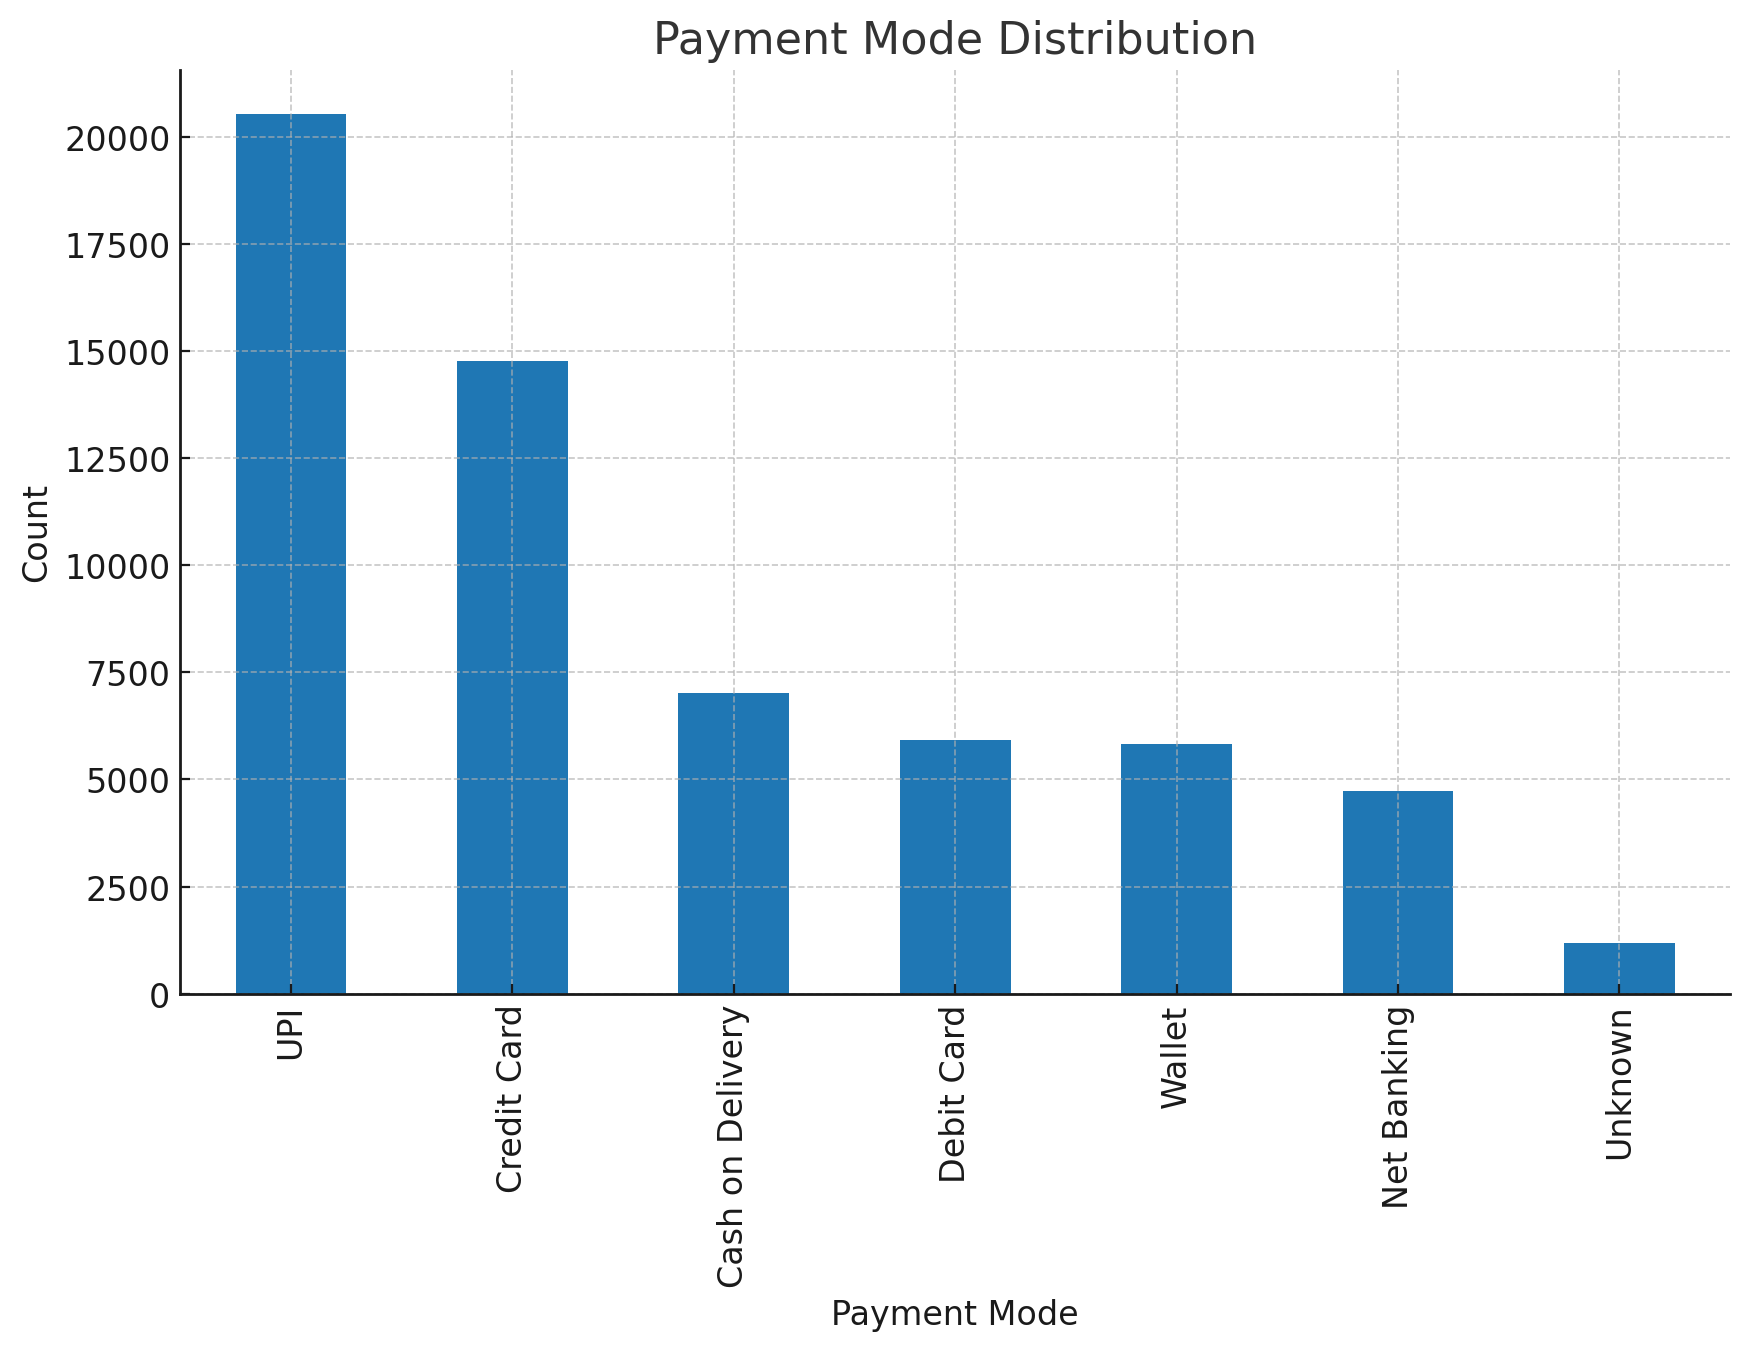 Payment Mode Distribution
Count
20000
17500
15000
12500
10000
7500
5000
2500
0
UPI
Credit Card
Cash on Delivery
Debit Card
Wallet
Net Banking
Unknown
Payment Mode